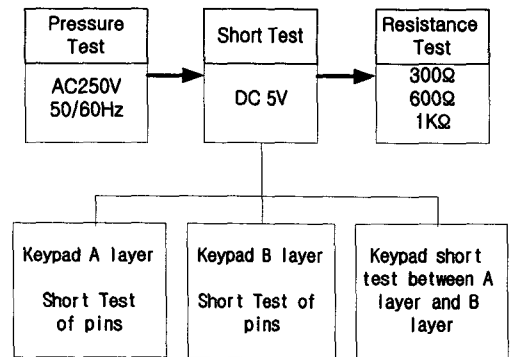 Pressure
Test
AC250V
50/60Hz
Short Test
DC 5V
Resistance
Test
300Ω
600Ω
1KΩ
Keypad A layer
Short Test
of pins
Keypad B layer
Short Test of
pins
Keypad short
test between A
layer and B
layer